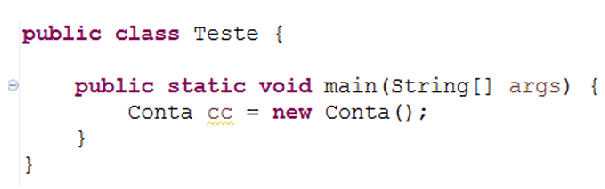 public class Teste {
public static void main(String[] args) {
Conta cc = new Conta();
}
}